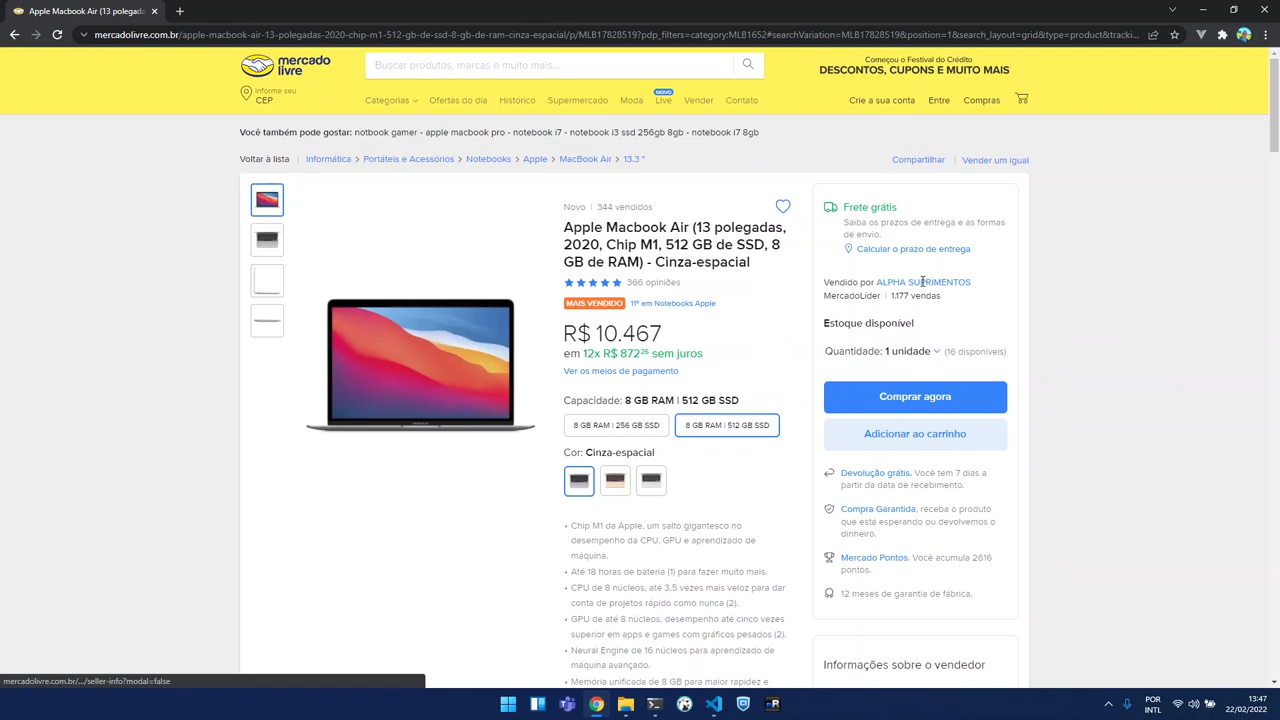 Apple Macbook Air (13 polegada
mercadolivre.com.br/apple-macbook-air-13-polegadas-2020-chip-m1-512-gb-de-ssd-8-gb-de-ram-cinza-espacial/p/MLB17828519?pdp_filters=category:MLB1652#searchVariation=MLB17828519&position=1&search_layout=grid&type=product&tracki...
mercado
livre
Buscar produtos, marcas e muito mais...
Começou o Festival do Crédito
DESCONTOS, CUPONS E MUITO MAIS
Informe seu
CEP
NOVO
Categorias Ofertas do dia Histórico Supermercado Moda Live Vender Contato
Crie a sua conta Entre Compras
Você também pode gostar: notbook gamer - apple macbook pro - notebook i7 - notebook i3 ssd 256gb 8gb - notebook i7 8gb
Voltar à lista | Informática > Portáteis e Acessórios > Notebooks > Apple > MacBook Air > 13.3 "
Compartilhar | Vender um igual
Novo | 344 vendidos
Apple Macbook Air (13 polegadas,
2020, Chip M1, 512 GB de SSD, 8
GB de RAM) - Cinza-espacial
366 opiniões
MAIS VENDIDO 11º em Notebooks Apple
R$ 10.467
em 12x R$ 872 26 sem juros
Ver os meios de pagamento
Capacidade: 8 GB RAM | 512 GB SSD
8 GB RAM | 256 GB SSD
8 GB RAM | 512 GB SSD
Cor: Cinza-espacial
• Chip M1 da Apple, um salto gigantesco no
desempenho da CPU, GPU e aprendizado de
máquina.
• Até 18 horas de bateria (1) para fazer muito mais.
• CPU de 8 núcleos, até 3,5 vezes mais veloz para dar
conta de projetos rápido como nunca (2).
• GPU de até 8 núcleos, desempenho até cinco vezes
superior em apps e games com gráficos pesados (2).
• Neural Engine de 16 núcleos para aprendizado de
máquina avançado.
• Memória unificada de 8 GB para maior rapidez e
Frete grátis
Saiba os prazos de entrega e as formas
de envio.
Calcular o prazo de entrega
Vendido por ALPHA SUPRIMENTOS
MercadoLíder | 1.177 vendas
Estoque disponível
Quantidade: 1 unidade (16 disponíveis)
Comprar agora
Adicionar ao carrinho
Devolução grátis. Você tem 7 dias a
partir da data de recebimento.
Compra Garantida, receba o produto
que está esperando ou devolvemos o
dinheiro.
Mercado Pontos. Você acumula 2616
pontos.
12 meses de garantia de fábrica.
Informações sobre o vendedor
mercadolivre.com.br/.../seller-info?modal=false
POR
INTL
13:47
22/02/2022